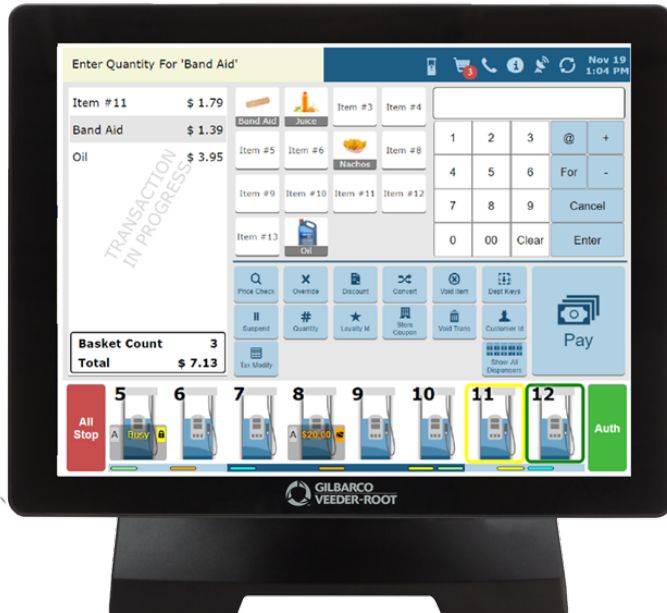 Enter Quantity For 'Band Aid'
3
Nov 19
1:04 PM
Item #11 $ 1.79
Band Aid $ 1.39
Oil $ 3.95
TRANSACTION
IN PROGRESS
Basket Count 3
Total $ 7.13
Band Aid Juice Item #3 Item #4
Item #5 Item #6 Nachos Item #8
Item #9 Item #10 Item #11 Item #12
Item #13 Oil
1 2 3 @ +
4 5 6 For -
7 8 9 Cancel
0 00 Clear Enter
Price Check Override Discount Convert Void Item Dept Keys
Suspend Quantity Loyalty Id Store Coupon Void Trans Customer Id
Tax Modify Show All Dispensers
Pay
All
Stop
5 6 7 8 9 10 11 12
A Busy A $20.00
Auth
GILBARCO
VEEDER-ROOT